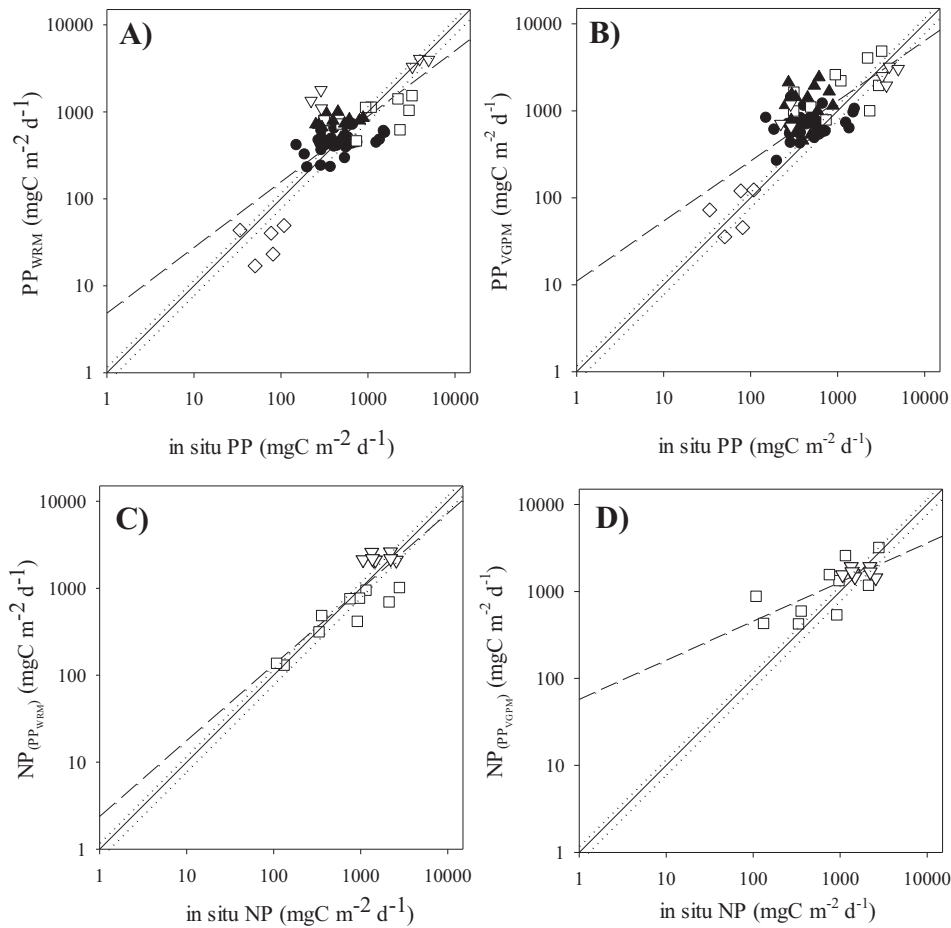 A)
10000
1000
100
10
1
PP_WRM (mgC m⁻² d⁻¹)
1 10 100 1000 10000
in situ PP (mgC m⁻² d⁻¹)
B)
10000
1000
100
10
1
PP_VGPM (mgC m⁻² d⁻¹)
1 10 100 1000 10000
in situ PP (mgC m⁻² d⁻¹)
C)
10000
1000
100
10
1
NP_(PP_WRM) (mgC m⁻² d⁻¹)
1 10 100 1000 10000
in situ NP (mgC m⁻² d⁻¹)
D)
10000
1000
100
10
1
NP_(PP_VGPM) (mgC m⁻² d⁻¹)
1 10 100 1000 10000
in situ NP (mgC m⁻² d⁻¹)